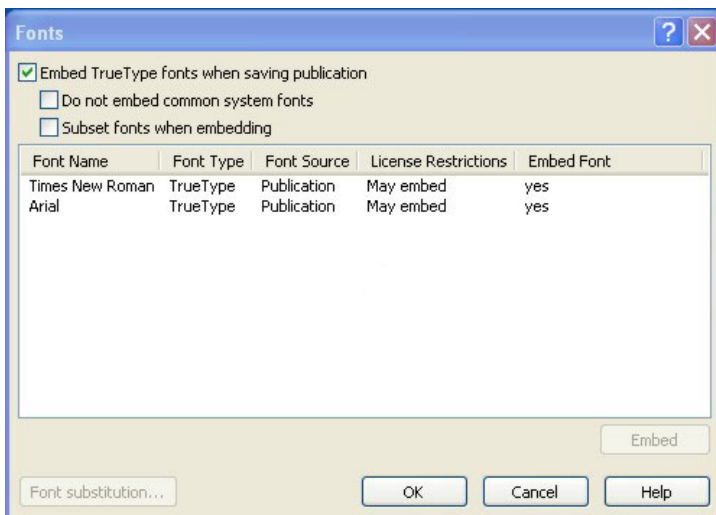 Fonts
Embed TrueType fonts when saving publication
Do not embed common system fonts
Subset fonts when embedding
Font Name Font Type Font Source License Restrictions Embed Font
Times New Roman TrueType Publication May embed yes
Arial TrueType Publication May embed yes
Embed
Font substitution... OK Cancel Help